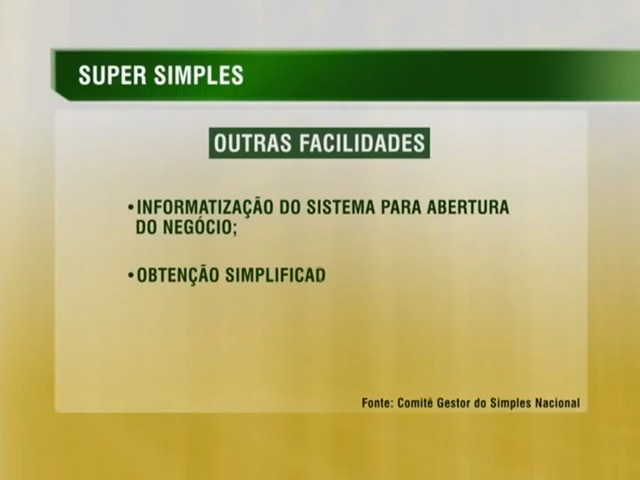 SUPER SIMPLES
OUTRAS FACILIDADES
•INFORMATIZAÇÃO DO SISTEMA PARA ABERTURA
DO NEGÓCIO;
•OBTENÇÃO SIMPLIFICAD
Fonte: Comitê Gestor do Simples Nacional